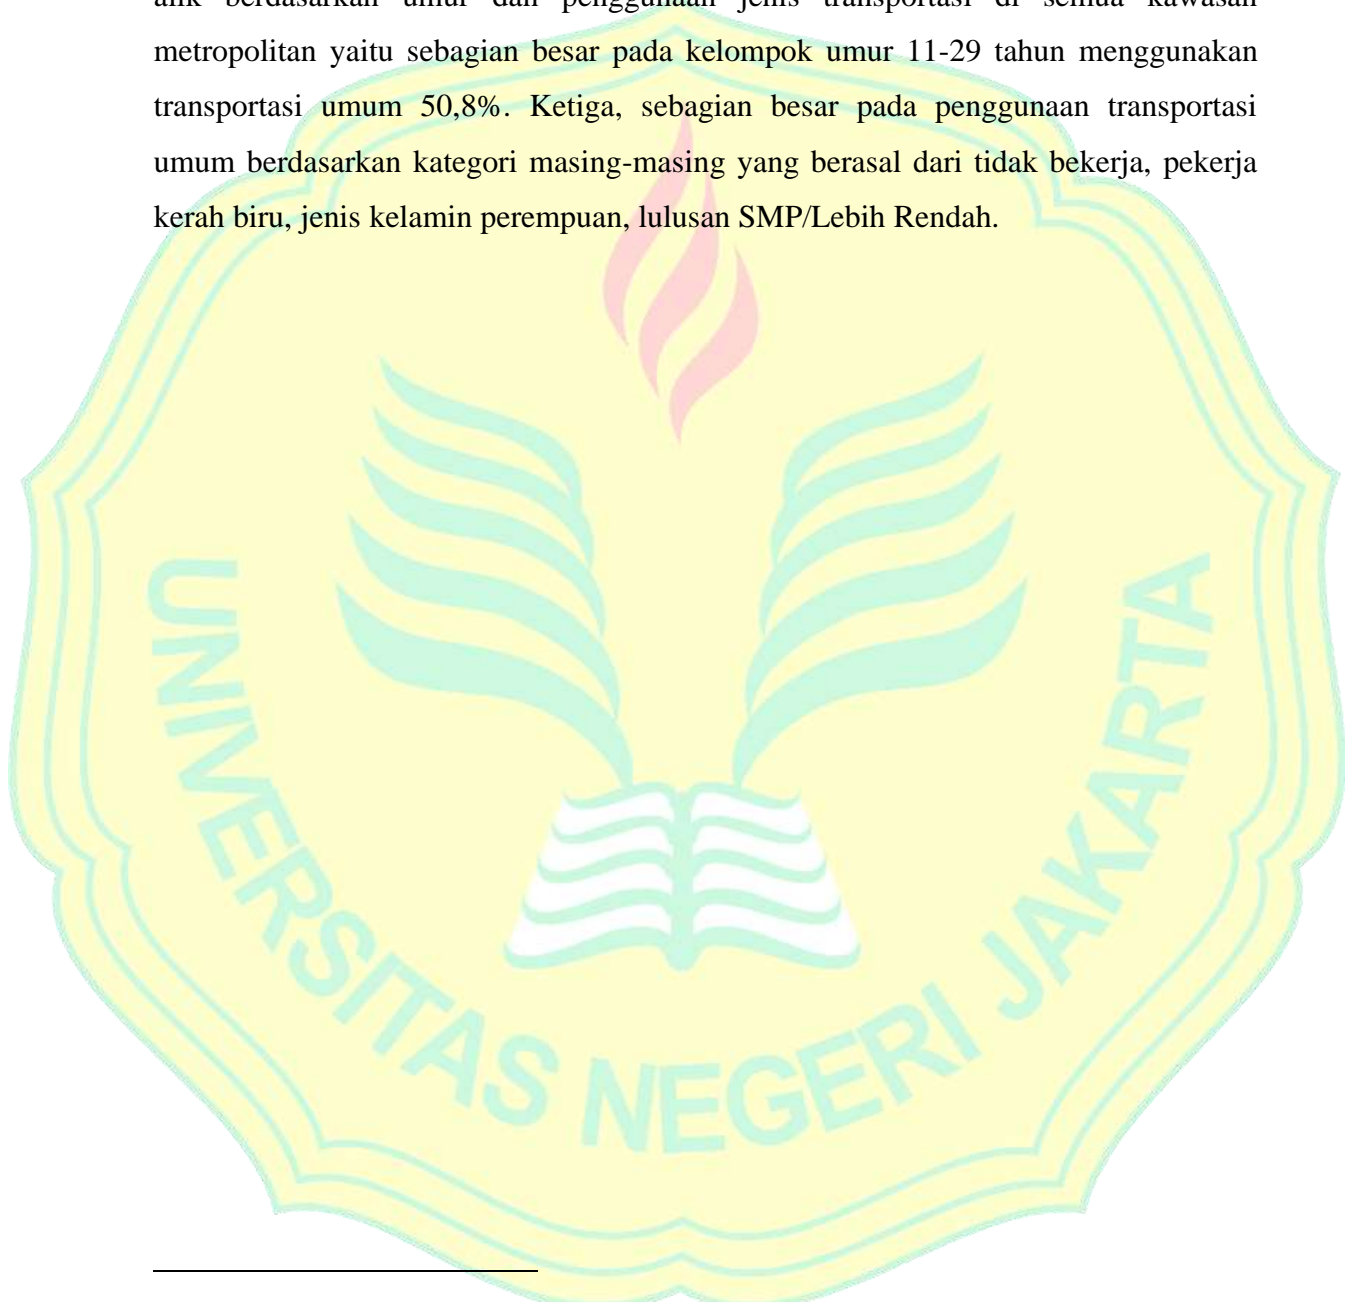 alik berdasarkan umur dan penggunaan jenis transportasi di semua kawasan
metropolitan yaitu sebagian besar pada kelompok umur 11-29 tahun menggunakan
transportasi umum 50,8%. Ketiga, sebagian besar pada penggunaan transportasi
umum berdasarkan kategori masing-masing yang berasal dari tidak bekerja, pekerja
kerah biru, jenis kelamin perempuan, lulusan SMP/Lebih Rendah.
UNIVERSITAS NEGERI JAKARTA